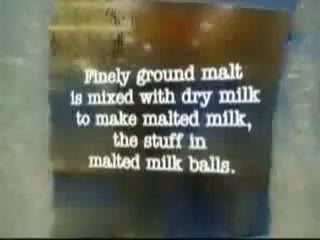 Finely ground malt
is mixed with dry milk
to make malted milk,
the stuff in
malted milk balls.